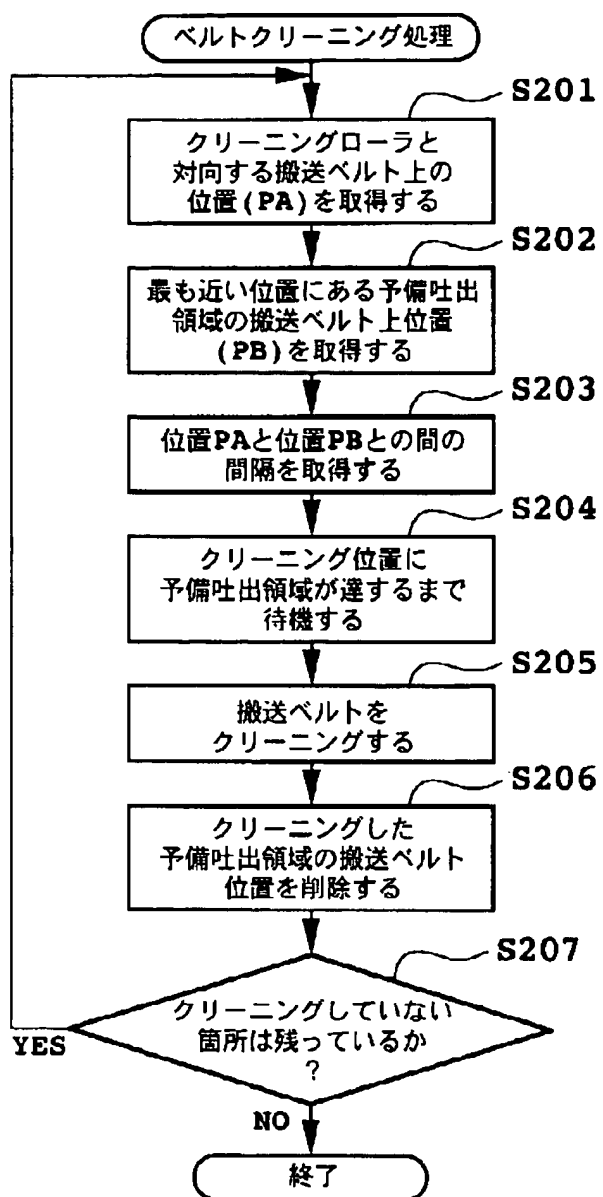 ベルトクリーニング処理
S201
クリーニングローラと
対向する搬送ベルト上の
位置(PA)を取得する
S202
最も近い位置にある予備吐出
領域の搬送ベルト上位置
(PB)を取得する
S203
位置PAと位置PBとの間の
間隔を取得する
S204
クリーニング位置に
予備吐出領域が達するまで
待機する
S205
搬送ベルトを
クリーニングする
S206
クリーニングした
予備吐出領域の搬送ベルト
位置を削除する
S207
クリーニングしていない
箇所は残っているか
?
YES
NO
終了